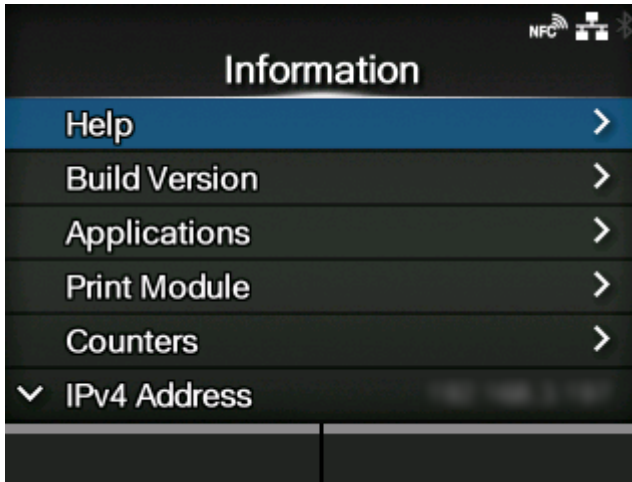 NFC
Information
Help
Build Version
Applications
Print Module
Counters
IPv4 Address